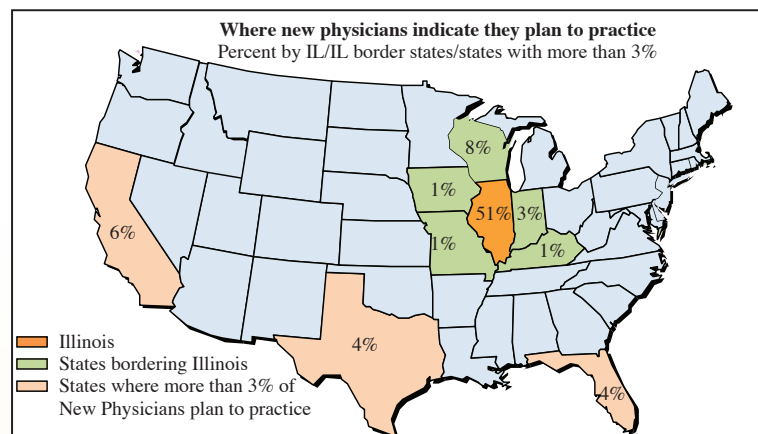 Where new physicians indicate they plan to practice
Percent by IL/IL border states/states with more than 3%
8%
1%
51%
3%
6%
1%
1%
4%
4%
Illinois
States bordering Illinois
States where more than 3% of
New Physicians plan to practice